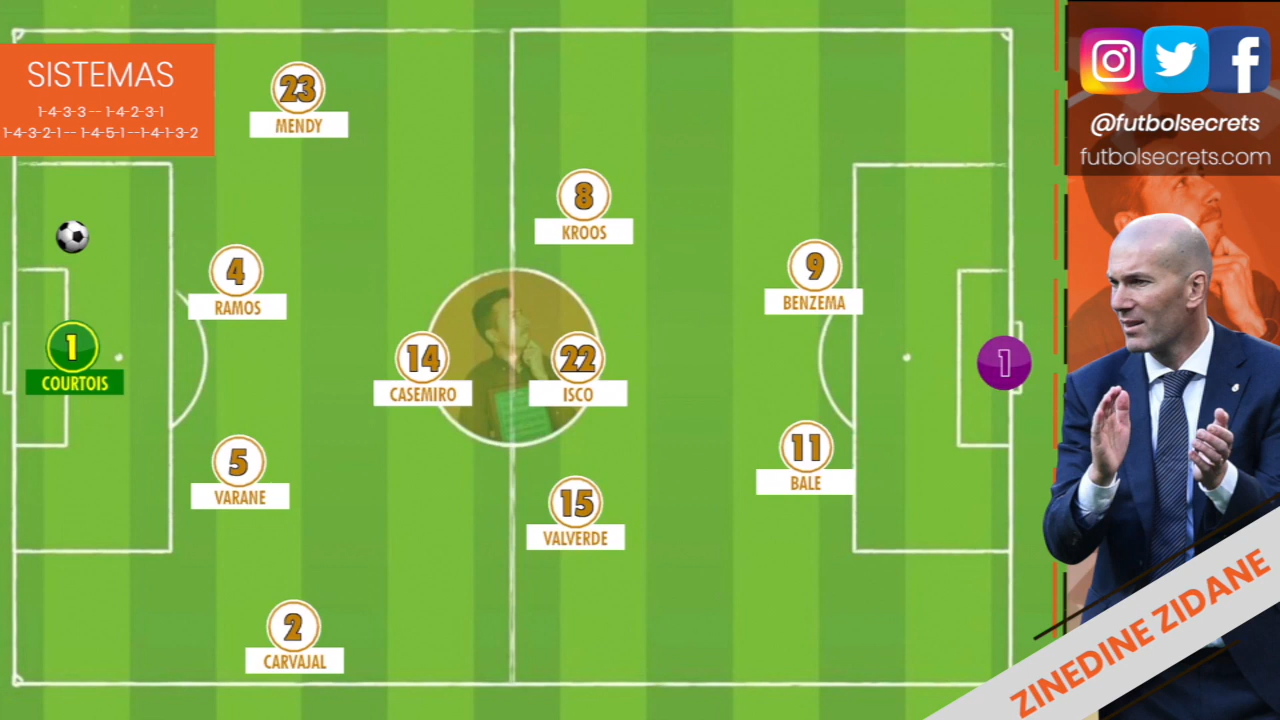 SISTEMAS
1-4-3-3 -- 1-4-2-3-1
1-4-3-2-1 -- 1-4-5-1 --1-4-1-3-2
@futbolsecrets
futbolsecrets.com
23
MENDY
8
KROOS
4
RAMOS
9
BENZEMA
1
COURTOIS
14
CASEMIRO
22
ISCO
1
5
VARANE
11
BALE
15
VALVERDE
2
CARVAJAL
ZINEDINE ZIDANE